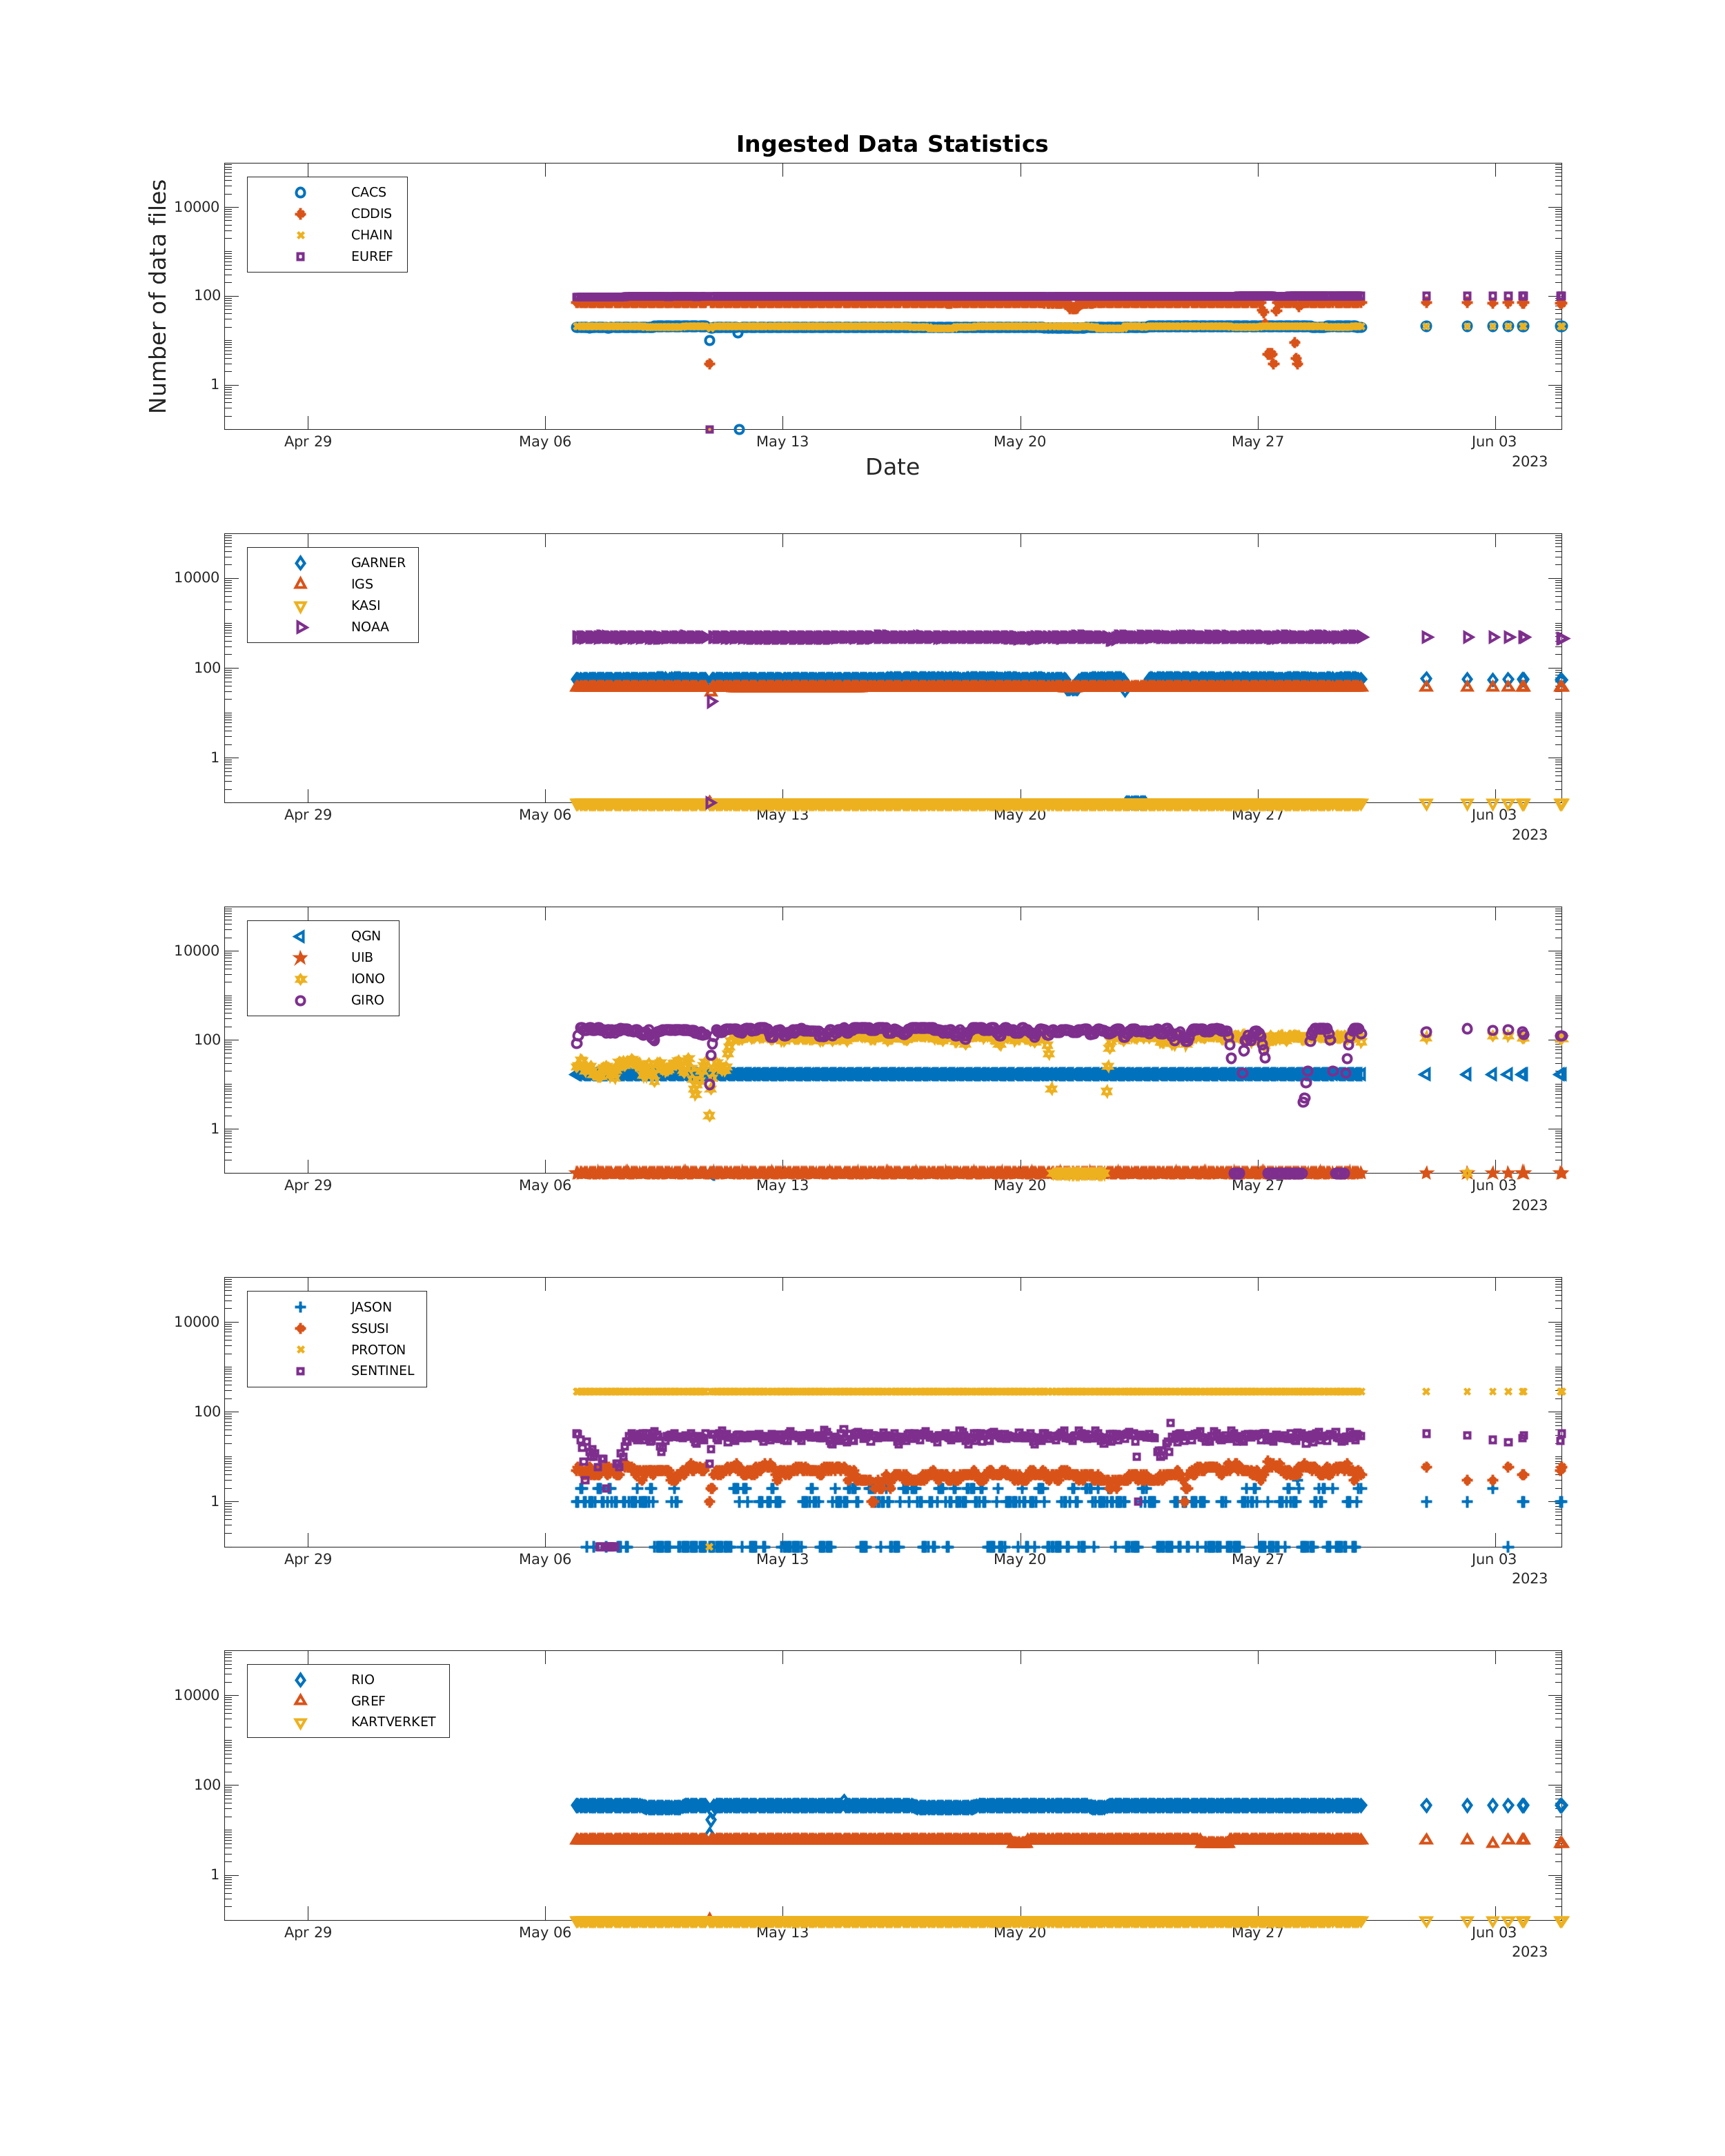 Ingested Data Statistics
Number of data files
10000
100
1
CACS
CDDIS
CHAIN
EUREF
Apr 29 May 06 May 13 May 20 May 27 Jun 03
2023
Date
10000
100
1
GARNER
IGS
KASI
NOAA
Apr 29 May 06 May 13 May 20 May 27 Jun 03
2023
10000
100
1
QGN
UIB
IONO
GIRO
Apr 29 May 06 May 13 May 20 May 27 Jun 03
2023
10000
100
1
JASON
SSUSI
PROTON
SENTINEL
Apr 29 May 06 May 13 May 20 May 27 Jun 03
2023
10000
100
1
RIO
GREF
KARTVERKET
Apr 29 May 06 May 13 May 20 May 27 Jun 03
2023